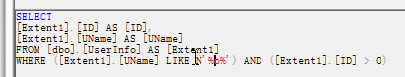 SELECT
[Extent1].[ID] AS [ID],
[Extent1].[UName] AS [UName]
FROM [dbo].[UserInfo] AS [Extent1]
WHERE ([Extent1].[UName] LIKE N'%b%') AND ([Extent1].[ID] > 0)